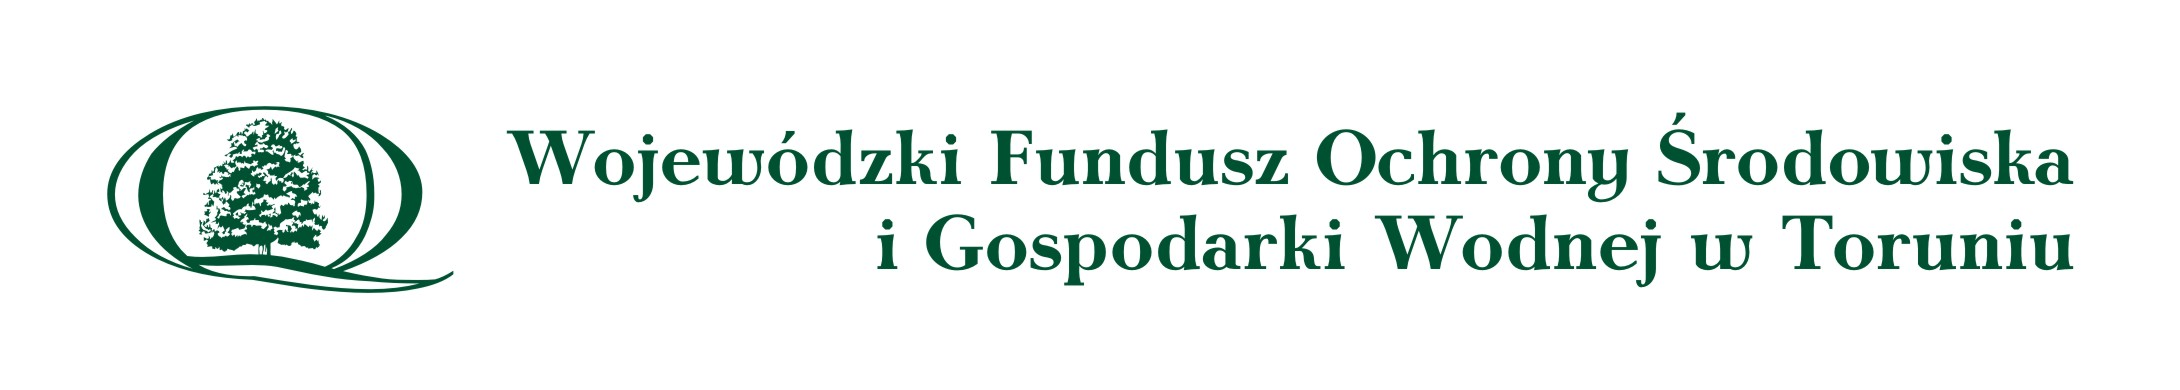 Wojewódzki Fundusz Ochrony Środowiska
i Gospodarki Wodnej w Toruniu